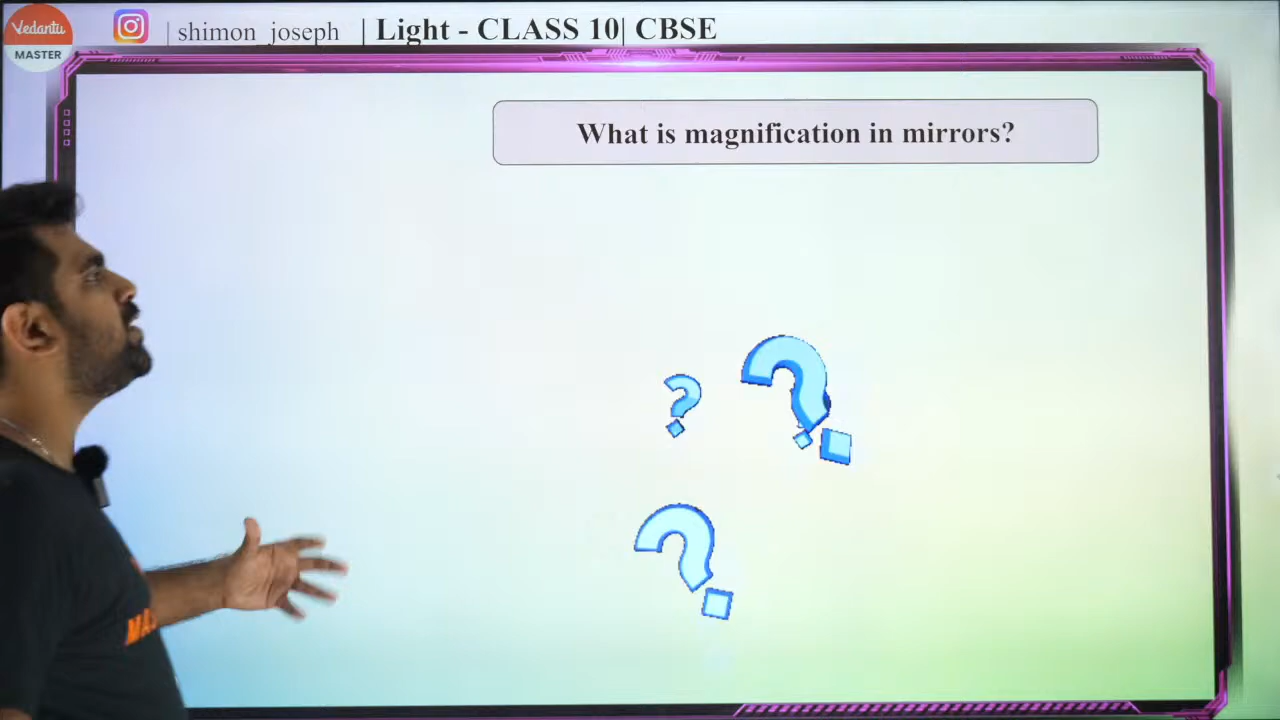 Vedantu
MASTER
| shimon_joseph | Light - CLASS 10| CBSE
What is magnification in mirrors?
? ?
?